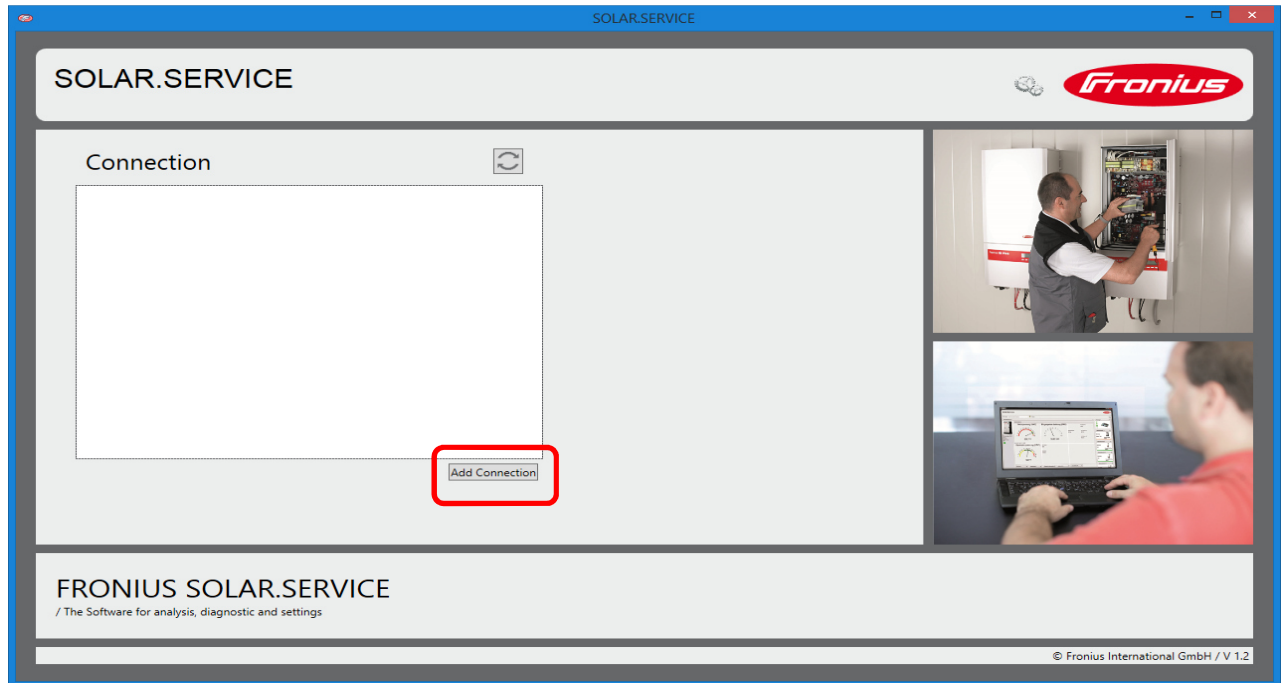 SOLAR.SERVICE
SOLAR.SERVICE
Fronius
Connection
Add Connection
FRONIUS SOLAR.SERVICE
/ The Software for analysis, diagnostic and settings
© Fronius International GmbH / V 1.2